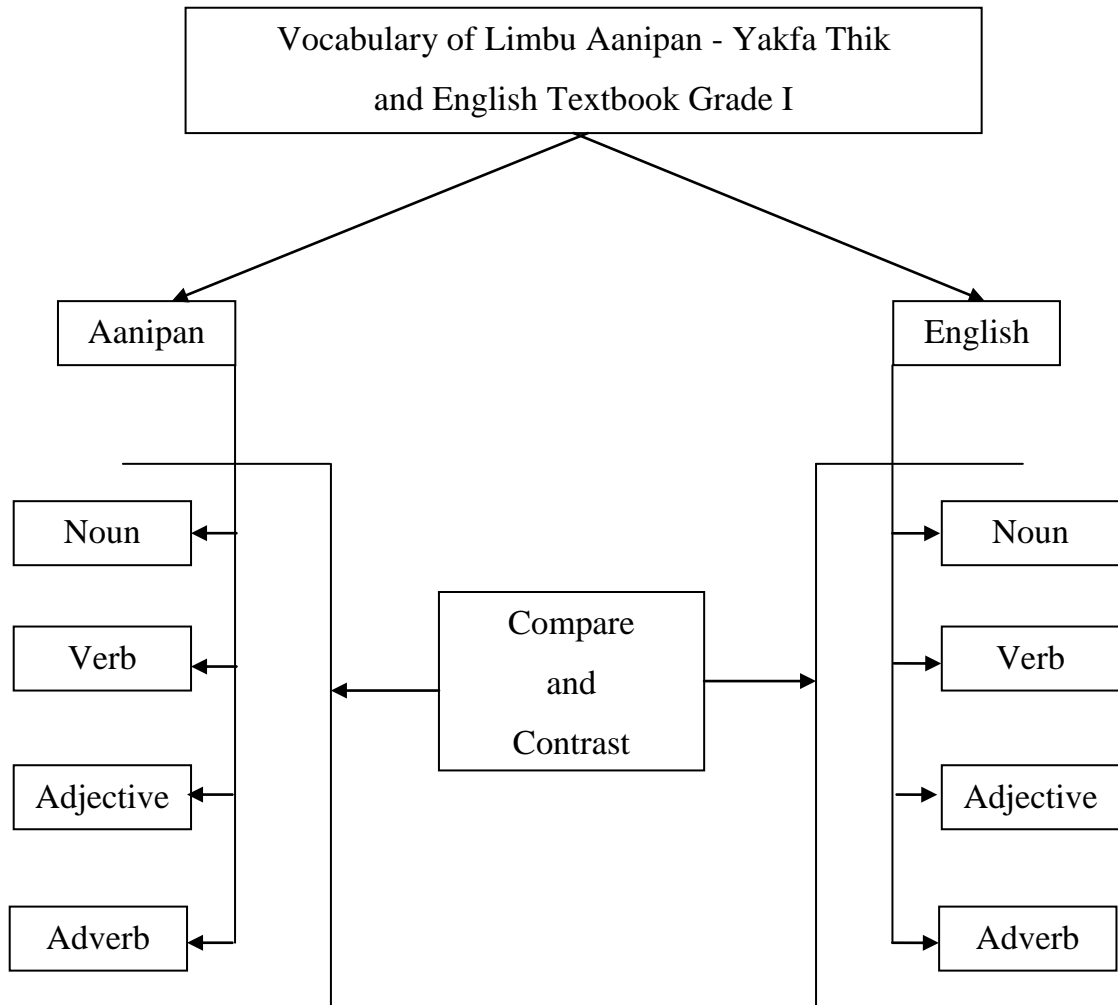 Vocabulary of Limbu Aanipan - Yakfa Thik
and English Textbook Grade I
Aanipan
English
Noun
Verb
Adjective
Adverb
Compare
and
Contrast
Noun
Verb
Adjective
Adverb